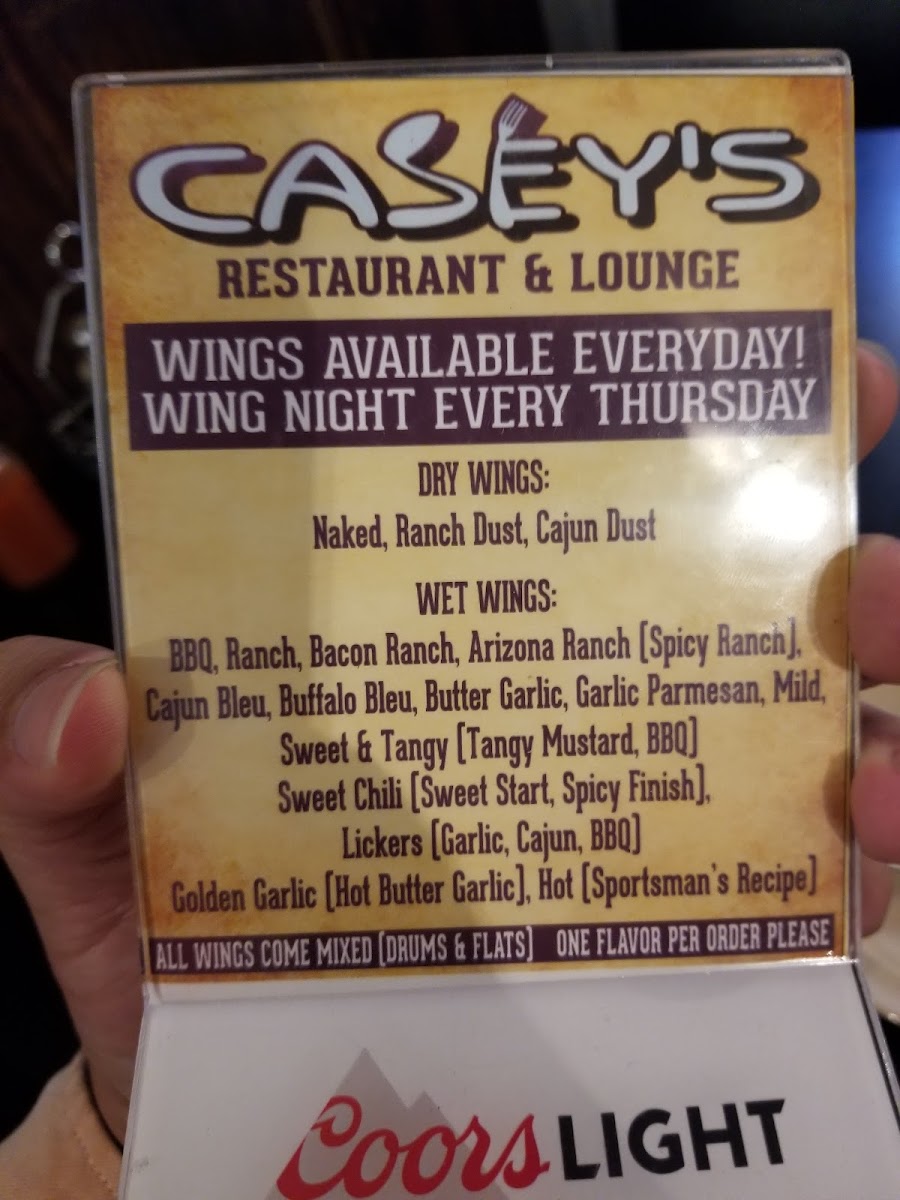 CASEY'S
RESTAURANT & LOUNGE
WINGS AVAILABLE EVERYDAY!
WING NIGHT EVERY THURSDAY
DRY WINGS:
Naked, Ranch Dust, Cajun Dust
WET WINGS:
BBQ, Ranch, Bacon Ranch, Arizona Ranch [Spicy Ranch],
Cajun Bleu, Buffalo Bleu, Butter Garlic, Garlic Parmesan, Mild,
Sweet & Tangy [Tangy Mustard, BBQ]
Sweet Chili [Sweet Start, Spicy Finish],
Lickers [Garlic, Cajun, BBQ]
Golden Garlic [Hot Butter Garlic], Hot [Sportsman's Recipe]
ALL WINGS COME MIXED [DRUMS & FLATS] ONE FLAVOR PER ORDER PLEASE
Coors LIGHT